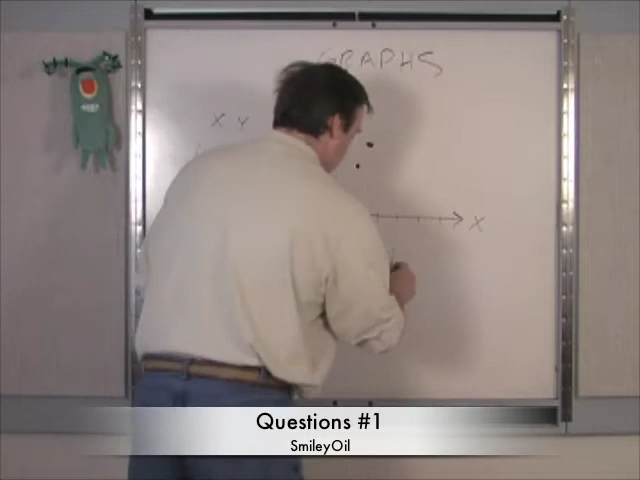 GRAPHS
X Y
X
Questions #1
SmileyOil